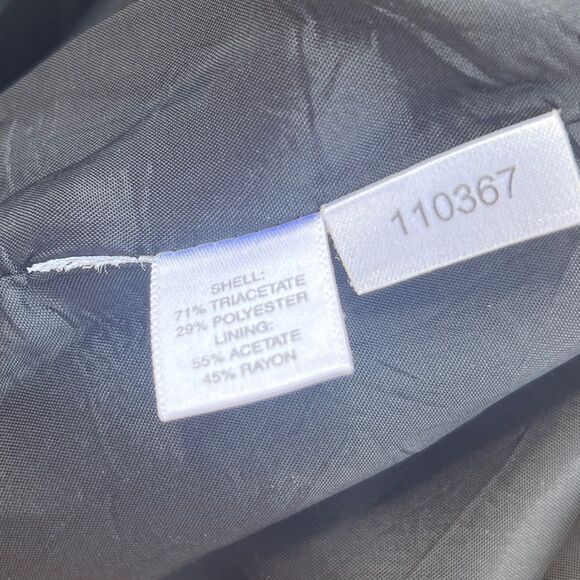 110367
SHELL:
71% TRIACETATE
29% POLYESTER
LINING:
55% ACETATE
45% RAYON